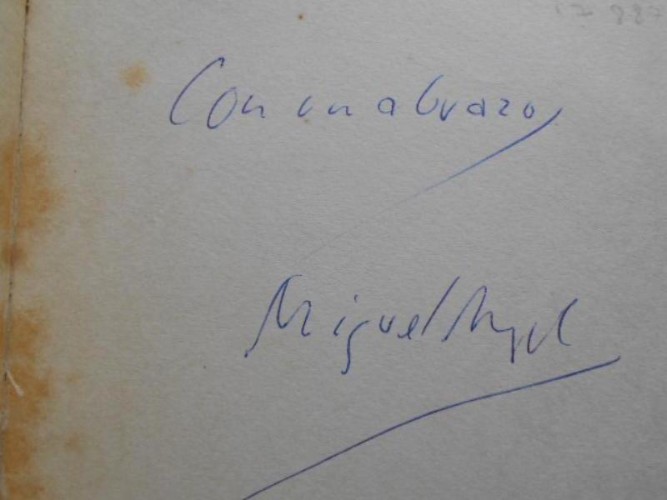 Con un abrazo,
Miguel Angel